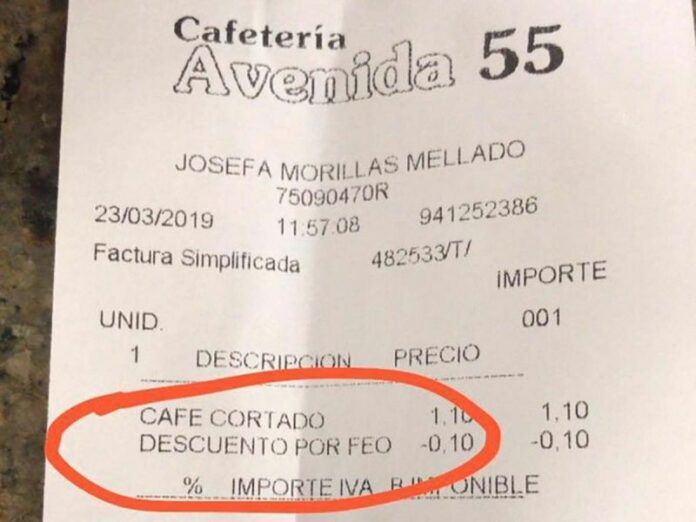 Cafetería
Avenida 55
JOSEFA MORILLAS MELLADO
75090470R
23/03/2019 11:57:08 941252386
Factura Simplificada 482533/T/
IMPORTE
UNID. 001
1 DESCRIPCION PRECIO
CAFE CORTADO 1,10 1,10
DESCUENTO POR FEO -0,10 -0,10
% IMPORTE IVA B.IMPONIBLE